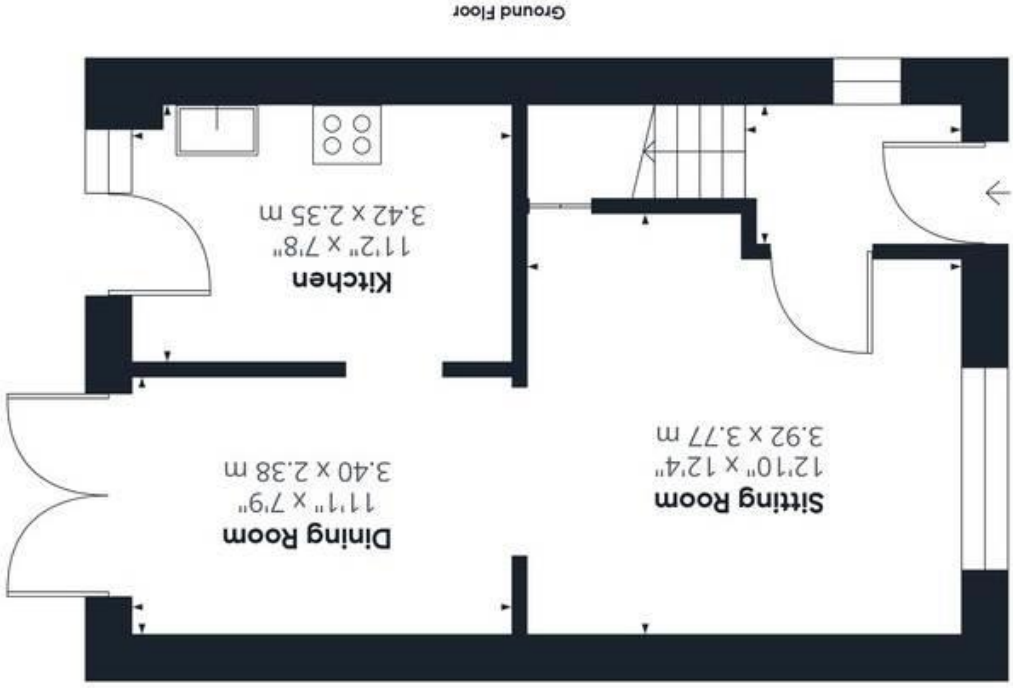 Sitting Room
12'10" x 12'4"
3.92 x 3.77 m
Dining Room
11'1" x 7'9"
3.40 x 2.38 m
Kitchen
11'2" x 7'8"
3.42 x 2.35 m
Ground Floor